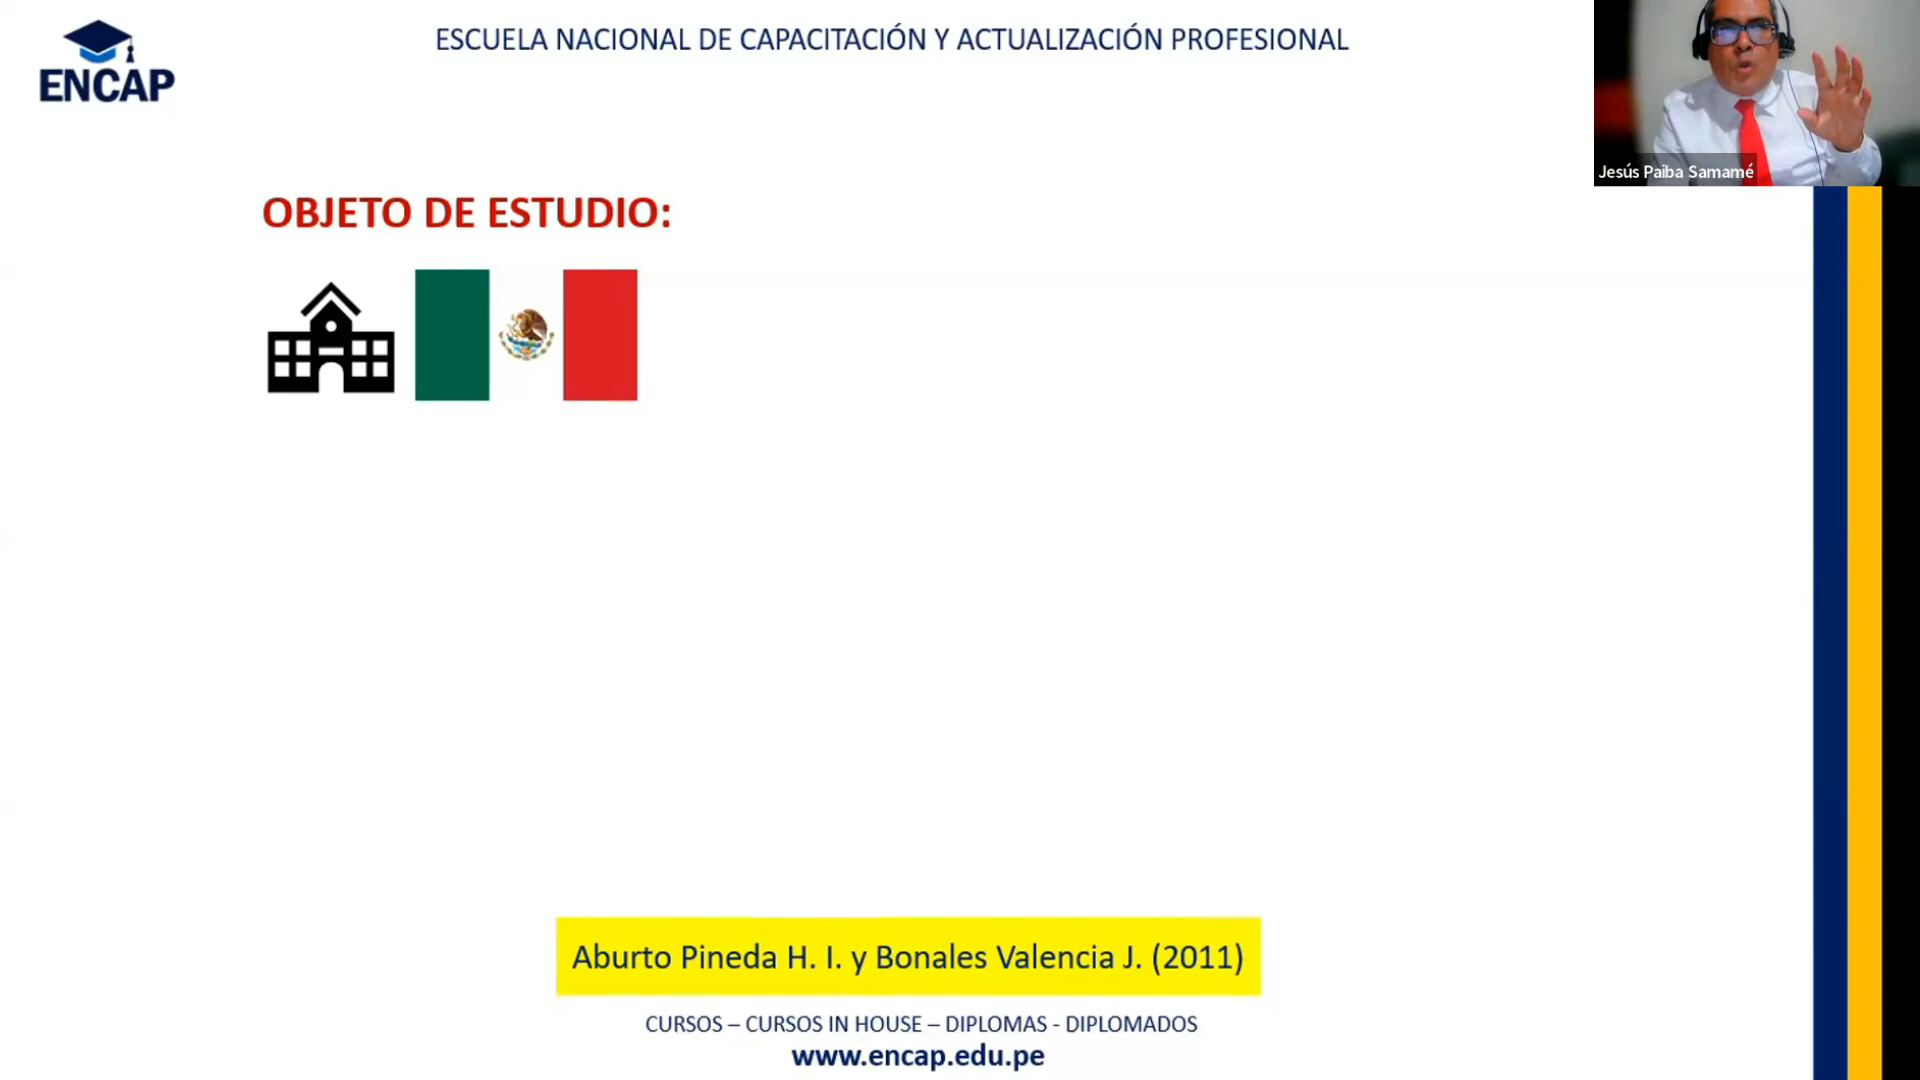 ENCAP
ESCUELA NACIONAL DE CAPACITACIÓN Y ACTUALIZACIÓN PROFESIONAL
Jesús Paiba Samamé
OBJETO DE ESTUDIO:
Aburto Pineda H. I. y Bonales Valencia J. (2011)
CURSOS – CURSOS IN HOUSE – DIPLOMAS - DIPLOMADOS
www.encap.edu.pe